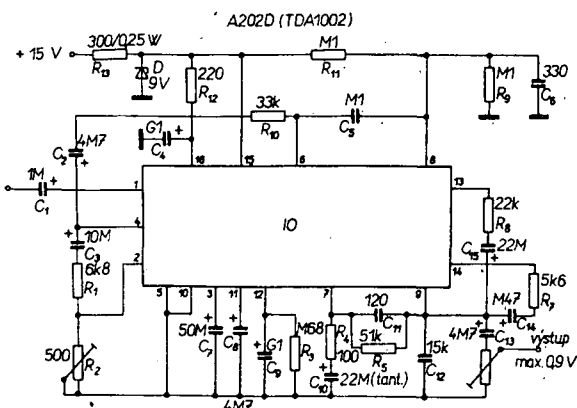 A202D (TDA1002)
300/0,25 W
+ 15 V
R13
D
9V
220
R12
M1
R11
M1
R9
330
C6
33k
R10
M1
C5
G1 +
C4
4M7
C2
+
16
15
6
8
1M
+
C1
1
4
2
IO
13
14
22k
R8
C15
22M
+
5k6
R7
M47
C14
+
10M
C3
6k8
R1
500
R2
5
10
3
11
12
7
9
50M
C7
+
C8
+
4M7
G1
C9
+
M68
R3
R4
100
C10
+
22M (tant.)
120
C11
51k
R5
15k
C12
4M7
C13
+
výstup
max. 0,9 V